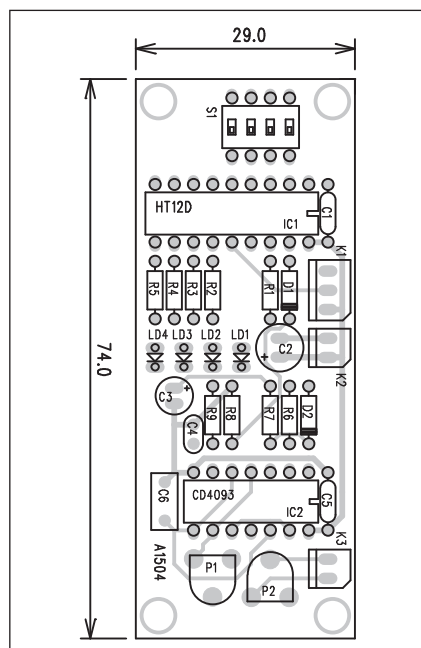 29.0
S1
HT12D
IC1
C1
K1
R5
R4
R3
R2
R1
D1
LD4
LD3
LD2
LD1
C2
K2
74.0
C3
C4
R9
R8
R7
R6
D2
C6
CD4093
IC2
C5
K3
A1504
P1
P2